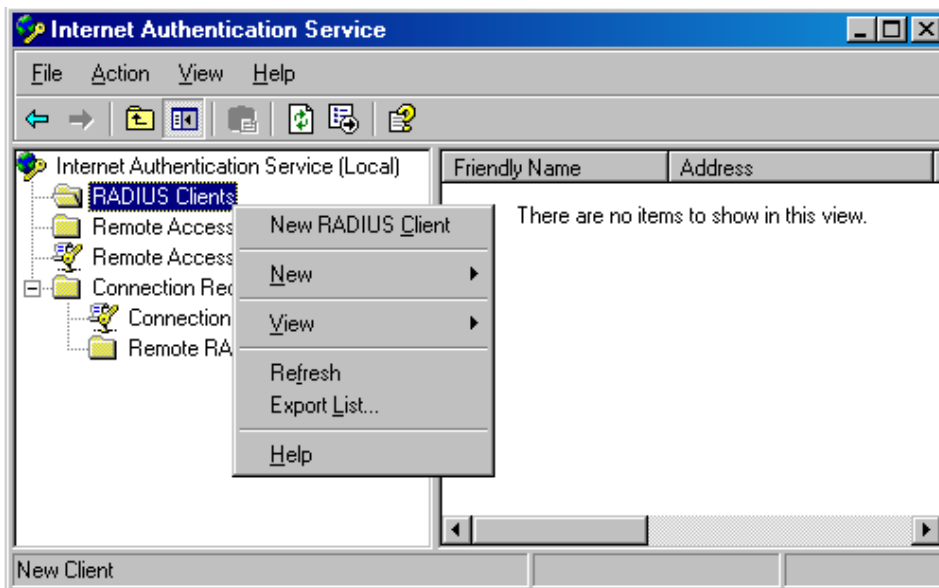 Internet Authentication Service
File Action View Help
Internet Authentication Service (Local)
RADIUS Clients
Remote Access
Remote Access
Connection Req
Connection
Remote RA
Friendly Name Address
There are no items to show in this view.
New RADIUS Client
New
View
Refresh
Export List...
Help
New Client